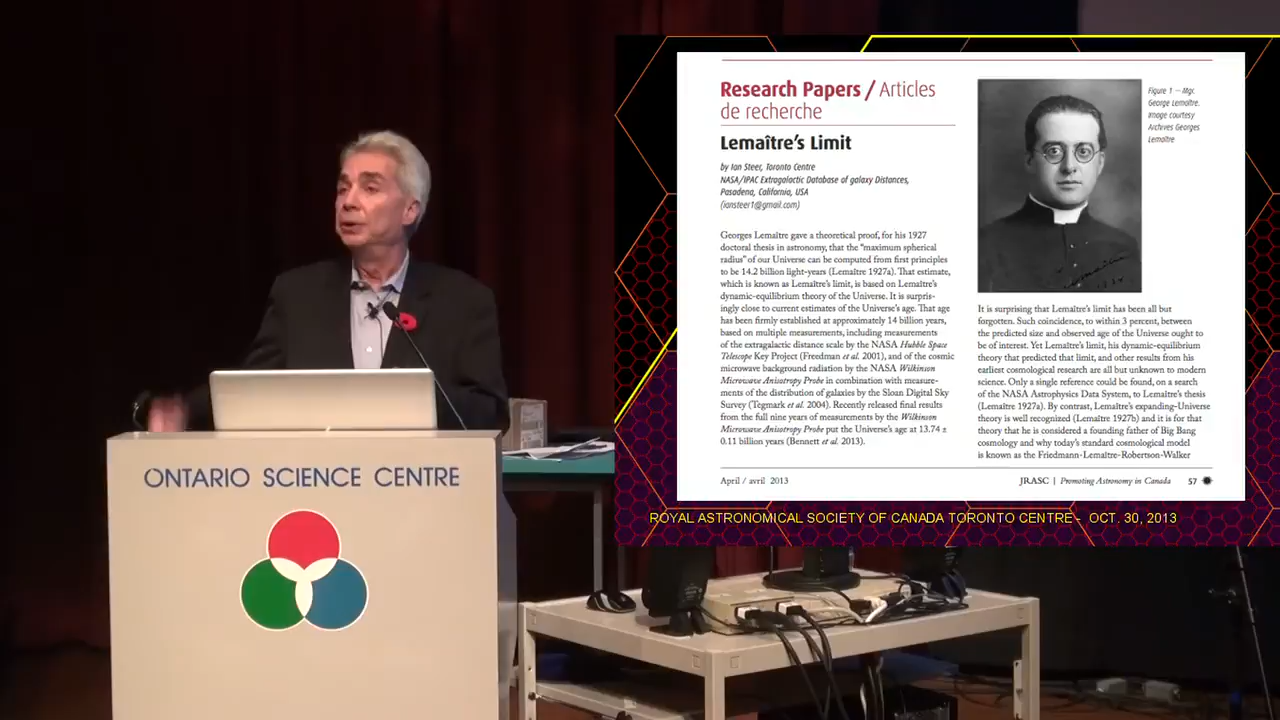 ONTARIO SCIENCE CENTRE
Research Papers / Articles
de recherche
Lemaître's Limit
by Ian Steer, Toronto Centre
NASA/IPAC Extragalactic Database of galaxy Distances,
Pasadena, California, USA
(iansteer1@gmail.com)
Georges Lemaître gave a theoretical proof, for his 1927
doctoral thesis in astronomy, that the "maximum spherical
radius" of our Universe can be computed from first principles
to be 14.2 billion light-years (Lemaître 1927a). That estimate,
which is known as Lemaître's limit, is based on Lemaître's
dynamic-equilibrium theory of the Universe. It is surpris-
ingly close to current estimates of the Universe's age. That age
has been firmly established at approximately 14 billion years,
based on multiple measurements, including measurements
of the extragalactic distance scale by the NASA Hubble Space
Telescope Key Project (Freedman et al. 2001), and of the cosmic
microwave background radiation by the NASA Wilkinson
Microwave Anisotropy Probe in combination with measure-
ments of the distribution of galaxies by the Sloan Digital Sky
Survey (Tegmark et al. 2004). Recently released final results
from the full nine years of measurements by the Wilkinson
Microwave Anisotropy Probe put the Universe's age at 13.74 ±
0.11 billion years (Bennett et al. 2013).
Figure 1 — Mgr.
George Lemaître.
Image courtesy
Archives Georges
Lemaître
It is surprising that Lemaître's limit has been all but
forgotten. Such coincidence, to within 3 percent, between
the predicted size and observed age of the Universe ought to
be of interest. Yet Lemaître's limit, his dynamic-equilibrium
theory that predicted that limit, and other results from his
earliest cosmological research are all but unknown to modern
science. Only a single reference could be found, on a search
of the NASA Astrophysics Data System, to Lemaître's thesis
(Lemaître 1927a). By contrast, Lemaître's expanding-Universe
theory is well recognized (Lemaître 1927b) and it is for that
theory that he is considered a founding father of Big Bang
cosmology and why today's standard cosmological model
is known as the Friedmann-Lemaître-Robertson-Walker
April / avril 2013
JRASC | Promoting Astronomy in Canada 57
ROYAL ASTRONOMICAL SOCIETY OF CANADA TORONTO CENTRE - OCT. 30, 2013